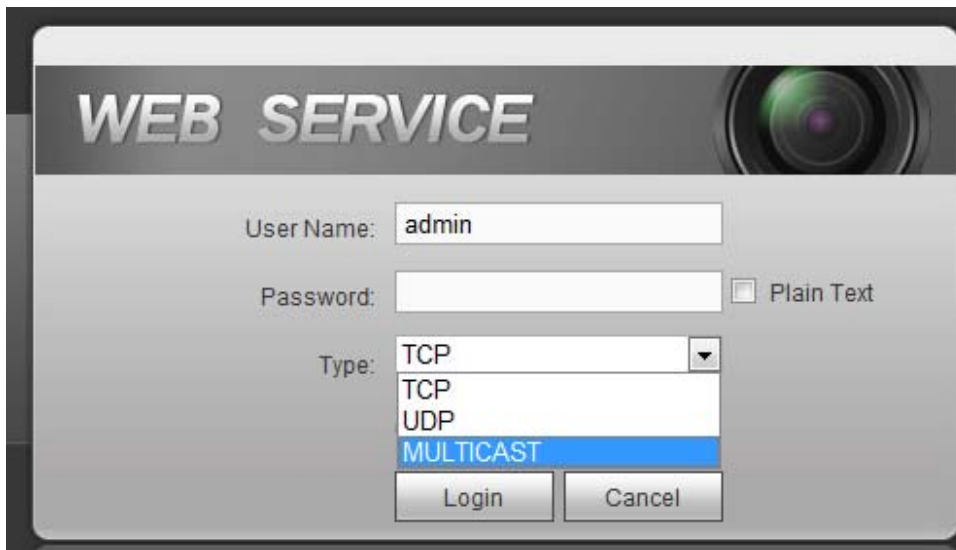 WEB SERVICE
User Name: admin
Password: Plain Text
Type: TCP
TCP
UDP
MULTICAST
Login Cancel